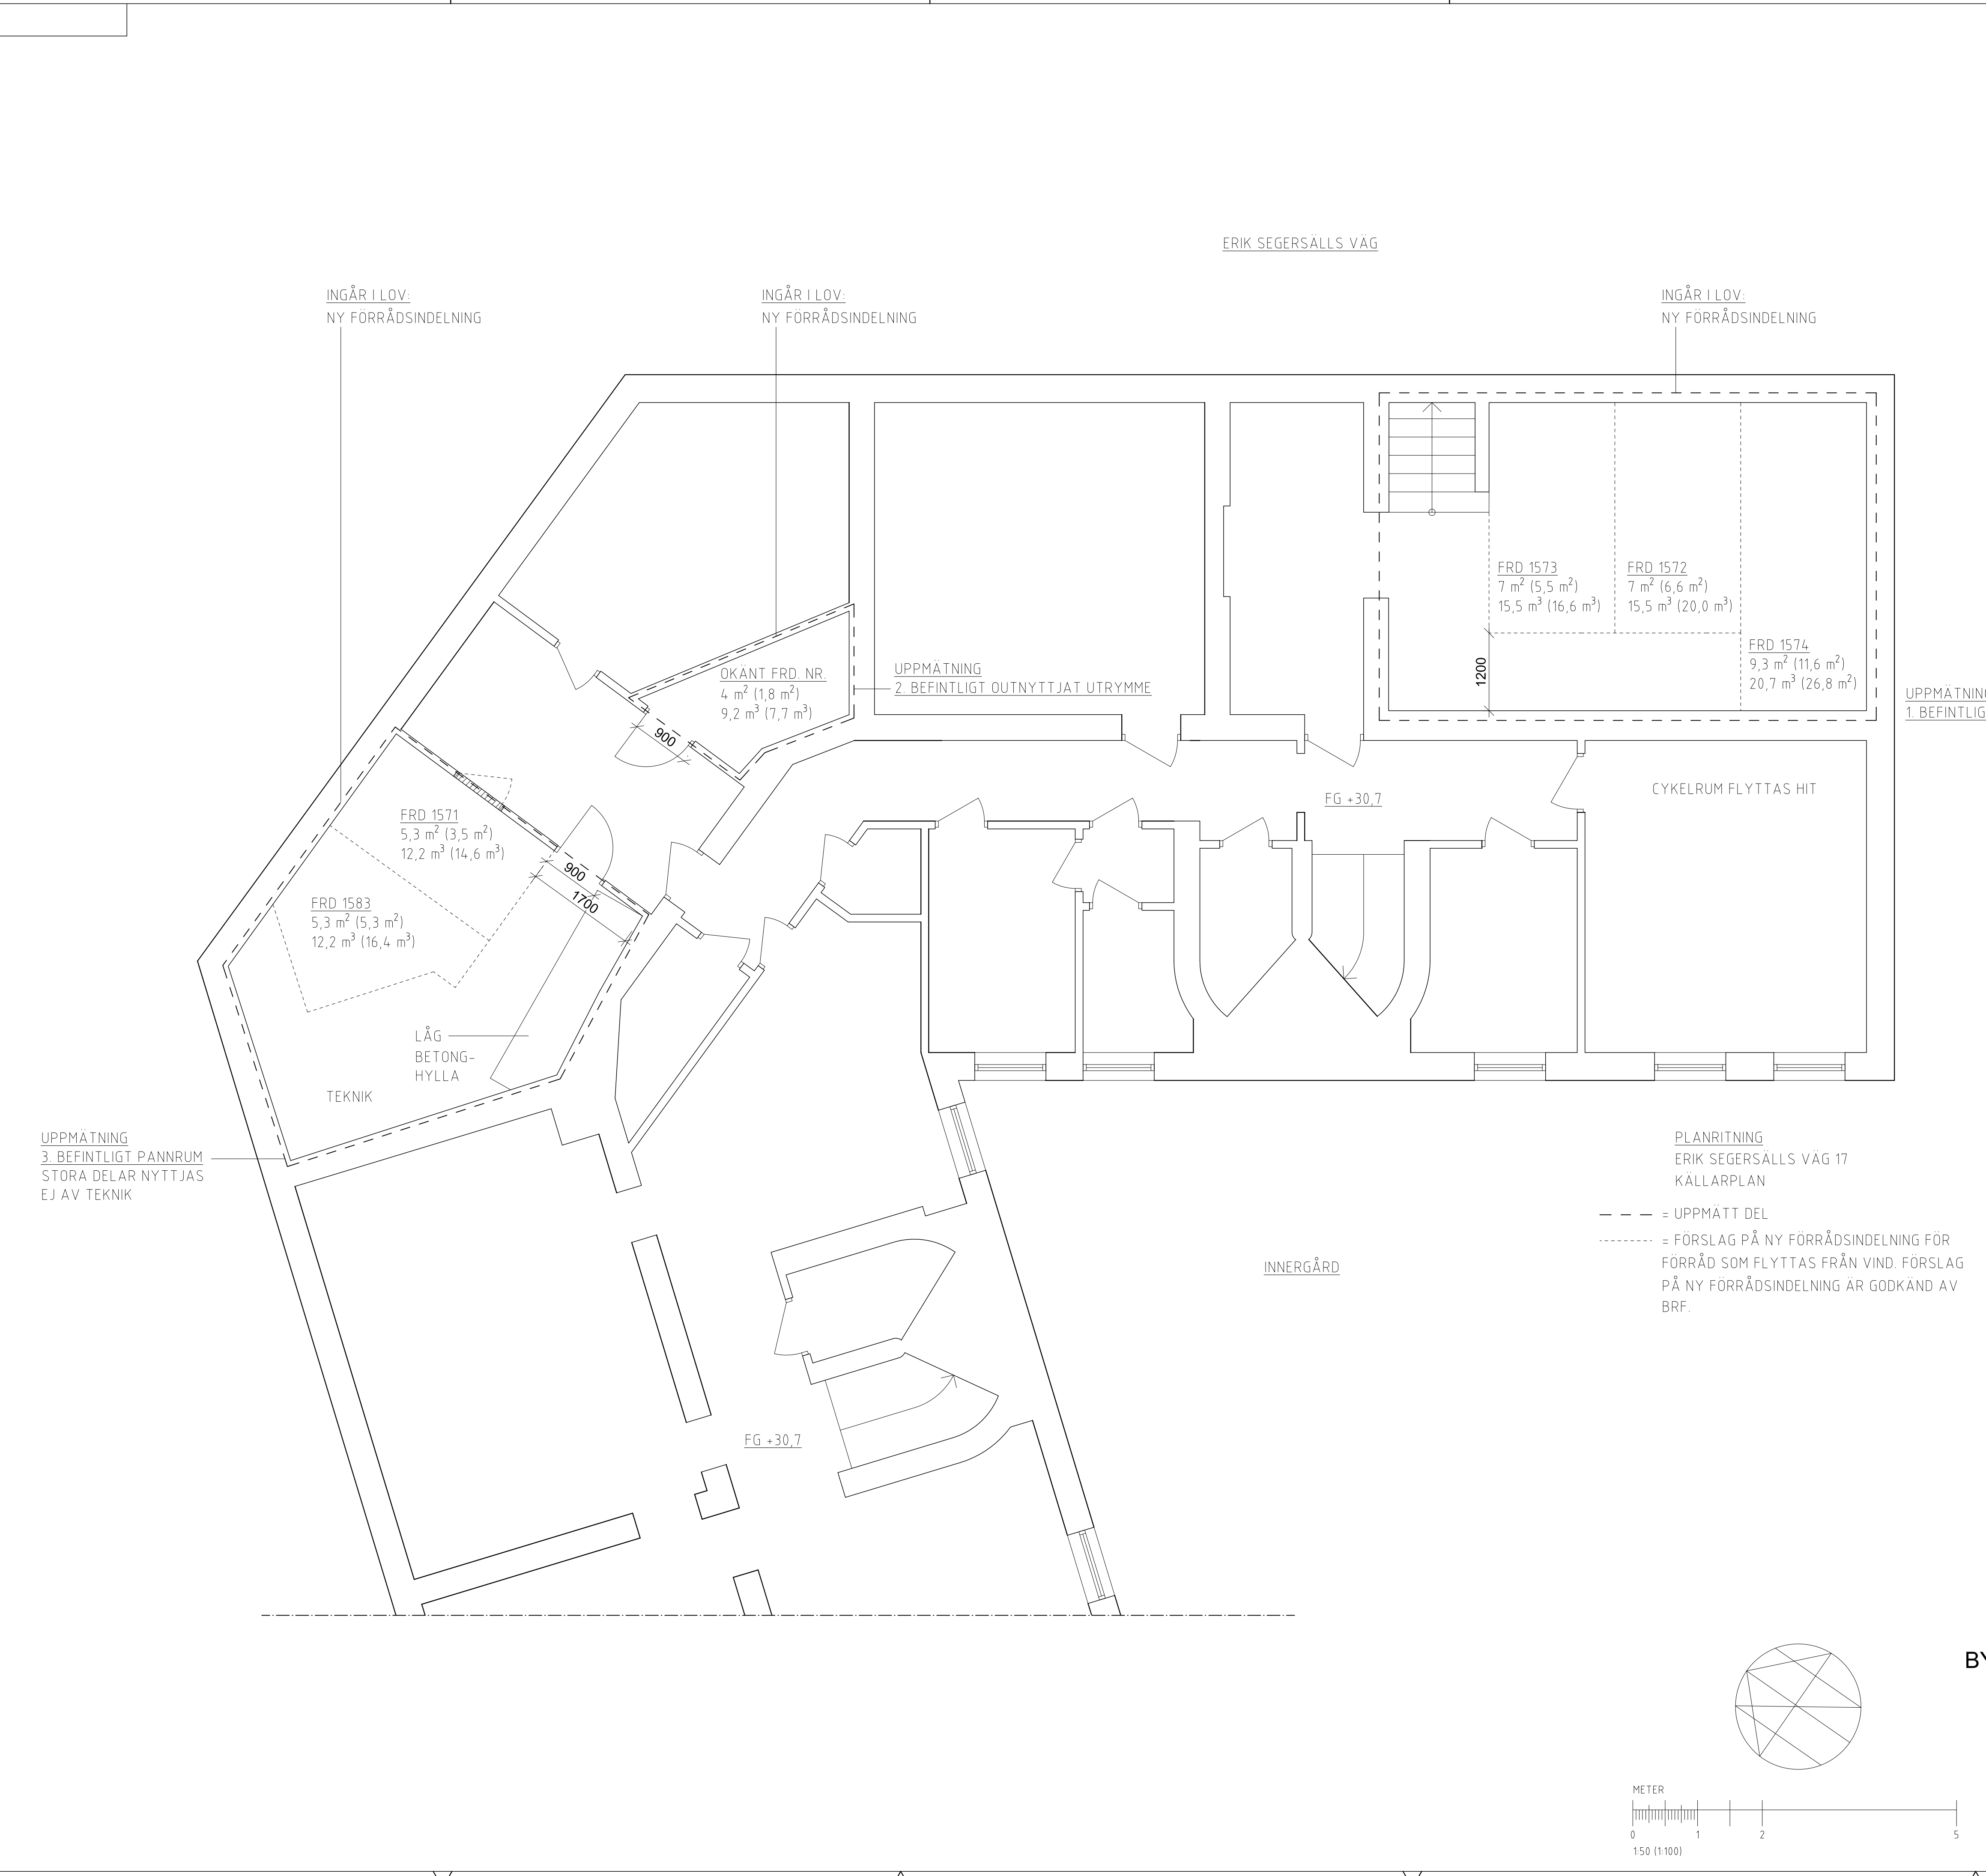 ERIK SEGERSÄLLS VÄG
INGÅR I LOV:
NY FÖRRÅDSINDELNING
INGÅR I LOV:
NY FÖRRÅDSINDELNING
INGÅR I LOV:
NY FÖRRÅDSINDELNING
FRD 1573
7 m² (5,5 m²)
15,5 m³ (16,6 m³)
FRD 1572
7 m² (6,6 m²)
15,5 m³ (20,0 m³)
FRD 1574
9,3 m² (11,6 m²)
20,7 m³ (26,8 m³)
1200
OKÄNT FRD. NR.
4 m² (1,8 m²)
9,2 m³ (7,7 m³)
UPPMÄTNING
2. BEFINTLIGT OUTNYTTJAT UTRYMME
UPPMÄTNING
1. BEFINTLIG
900
CYKELRUM FLYTTAS HIT
FG +30,7
FRD 1571
5,3 m² (3,5 m²)
12,2 m³ (14,6 m³)
900
1700
FRD 1583
5,3 m² (5,3 m²)
12,2 m³ (16,4 m³)
LÅG
BETONG-
HYLLA
TEKNIK
UPPMÄTNING
3. BEFINTLIGT PANNRUM
STORA DELAR NYTTJAS
EJ AV TEKNIK
PLANRITNING
ERIK SEGERSÄLLS VÄG 17
KÄLLARPLAN
= UPPMÄTT DEL
= FÖRSLAG PÅ NY FÖRRÅDSINDELNING FÖR
FÖRRÅD SOM FLYTTAS FRÅN VIND. FÖRSLAG
PÅ NY FÖRRÅDSINDELNING ÄR GODKÄND AV
BRF.
INNERGÅRD
FG +30,7
BY
METER
0 1 2 5
1:50 (1:100)